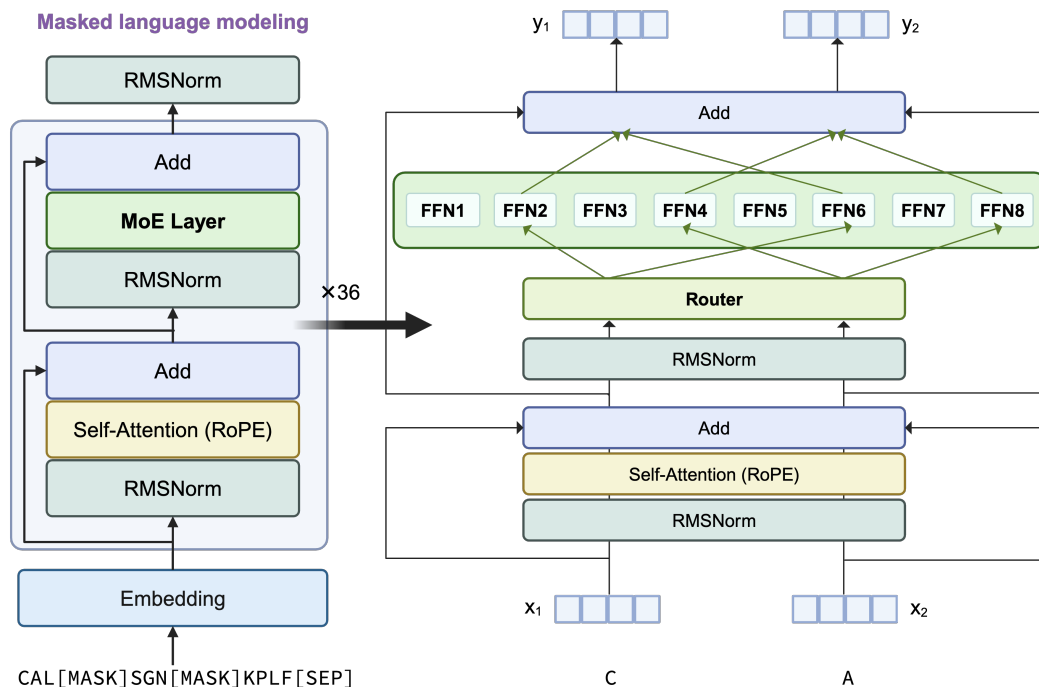 Masked language modeling
RMSNorm
Add
MoE Layer
RMSNorm
×36
Add
Self-Attention (RoPE)
RMSNorm
Embedding
CAL[MASK]SGN[MASK]KPLF[SEP]
y1
y2
Add
FFN1 FFN2 FFN3 FFN4 FFN5 FFN6 FFN7 FFN8
Router
RMSNorm
Add
Self-Attention (RoPE)
RMSNorm
x1
x2
C
A